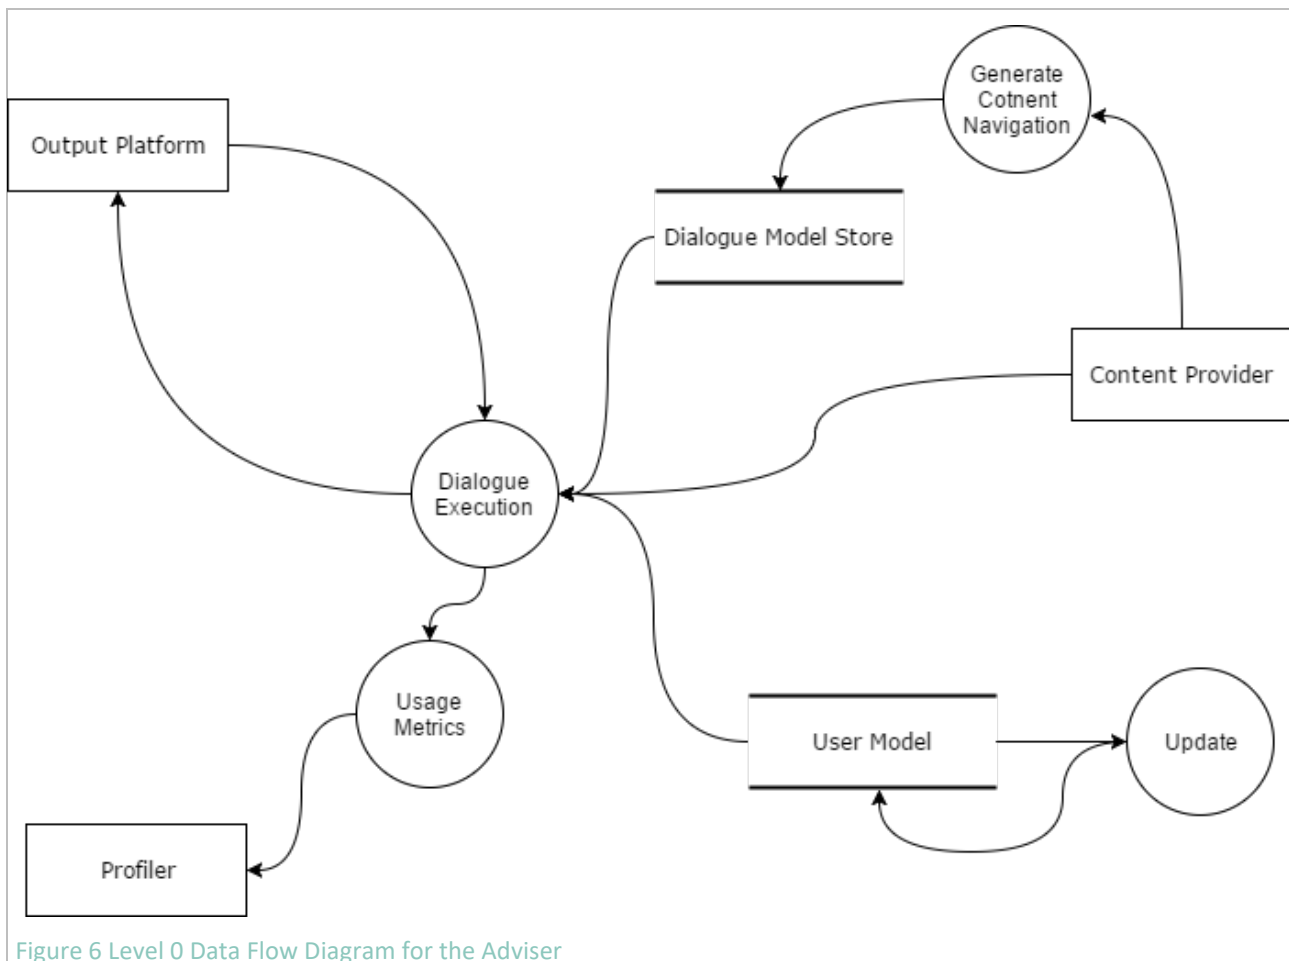 Generate
Cotnent
Navigation
Output Platform
Dialogue Model Store
Content Provider
Dialogue
Execution
Usage
Metrics
User Model
Update
Profiler
Figure 6 Level 0 Data Flow Diagram for the Adviser